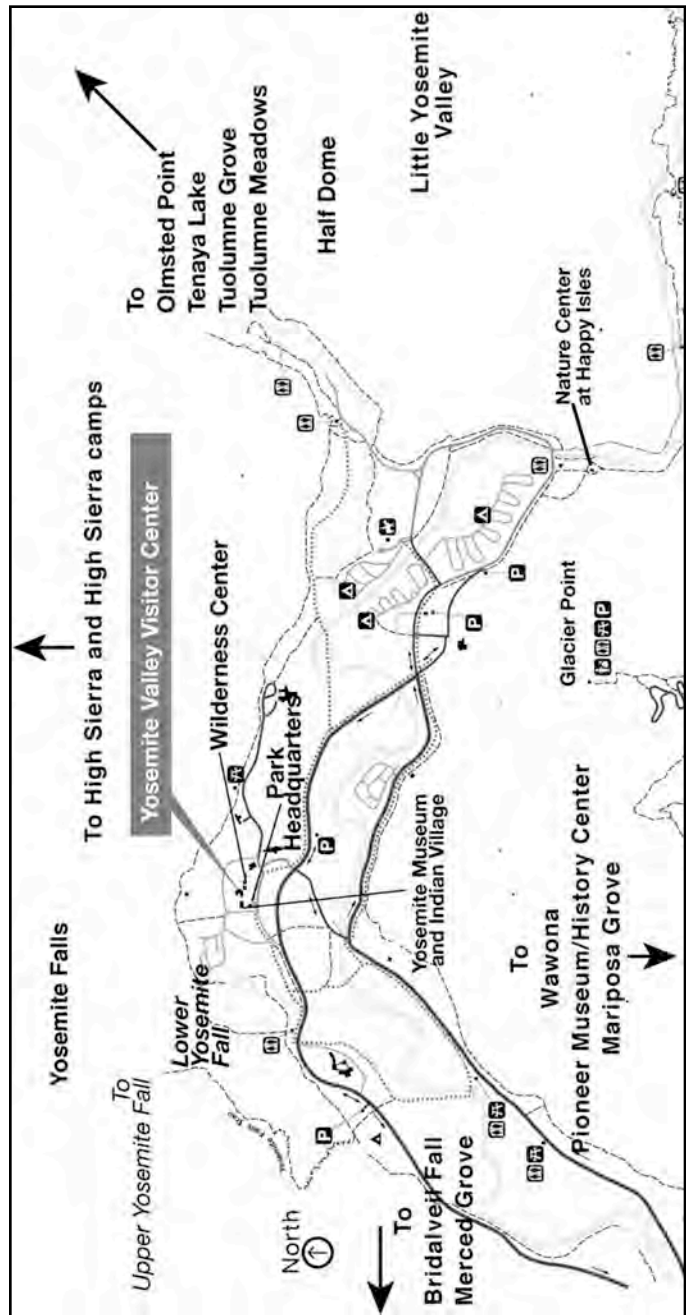 Yosemite Falls
To High Sierra and High Sierra camps
Yosemite Valley Visitor Center
To
Upper Yosemite Fall
Lower
Yosemite
Fall
Wilderness Center
Park
Headquarters
To
Olmsted Point
Tenaya Lake
Tuolumne Grove
Tuolumne Meadows
Half Dome
Little Yosemite
Valley
North
To
Bridalveil Fall
Merced Grove
Yosemite Museum
and Indian Village
To
Wawona
Pioneer Museum/History Center
Mariposa Grove
Glacier Point
Nature Center
at Happy Isles
P
P
P
P
P